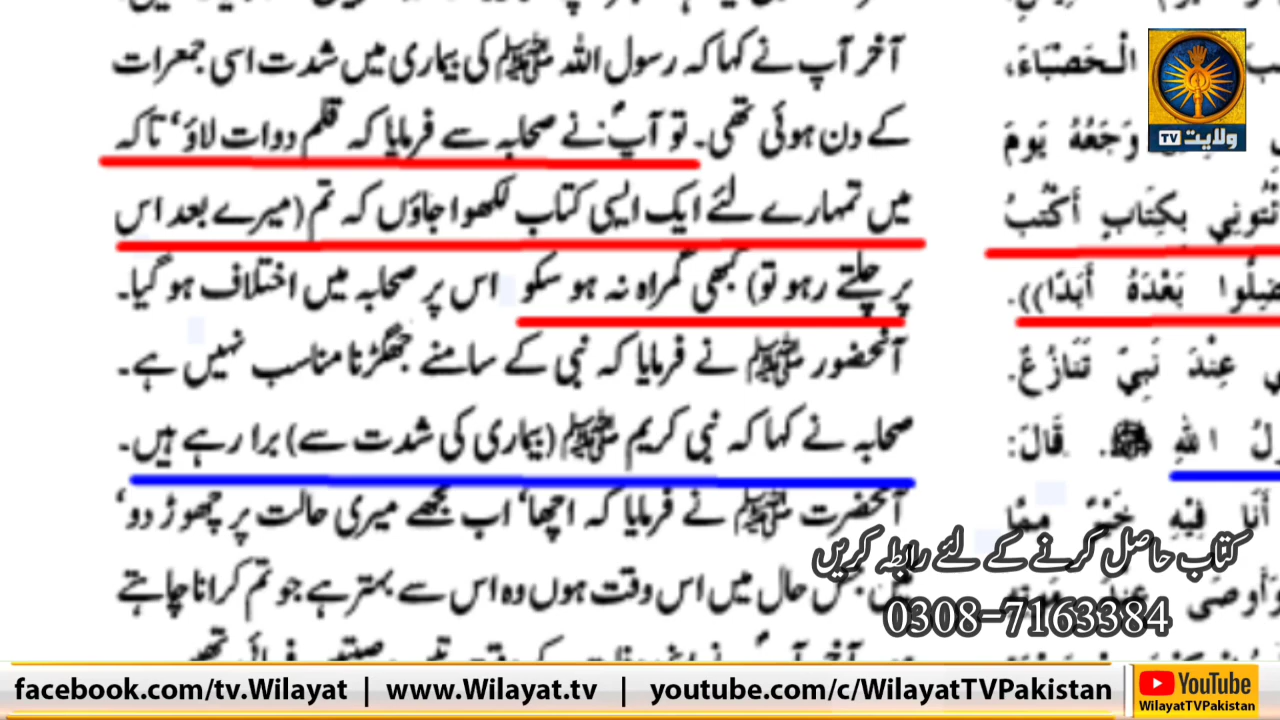 آخر آپ نے کہا کہ رسول اللہ ﷺ کی بیماری میں شدت اسی جمعرات
کے دن ہوئی تھی۔ تو آپؐ نے صحابہ سے فرمایا کہ قلم دوات لاؤ‘ تاکہ
میں تمہارے لئے ایک ایسی کتاب لکھوا جاؤں کہ تم (میرے بعد اس
پر چلتے رہو تو) کبھی گمراہ نہ ہو سکو اس پر صحابہ میں اختلاف ہو گیا۔
آنحضور ﷺ نے فرمایا کہ نبی کے سامنے جھگڑنا مناسب نہیں ہے۔
صحابہ نے کہا کہ نبی کریم ﷺ (بیماری کی شدت سے) برا رہے ہیں۔
آنحضرت ﷺ نے فرمایا کہ اچھا‘ اب مجھے میری حالت پر چھوڑ دو‘
جس حال میں اس وقت ہوں وہ اس سے بہتر ہے جو تم کرانا چاہتے
الْحَصْبَاءَ،
وَجَعُهُ يَومَ
بِكِتَابٍ أَكْتُبُ
بَعْدَهُ أَبَدًا)).
عِنْدَ نَبِيٍّ تَنَازُعٌ.
اللهِ ﷺ. قَالَ:
أَنَا فِيْهِ خَيْرٌ مِمَّا
ولایت TV
کتاب حاصل کرنے کے لئے رابطہ کریں
0308-7163384
facebook.com/tv.Wilayat | www.Wilayat.tv | youtube.com/c/WilayatTVPakistan
YouTube
WilayatTVPakistan